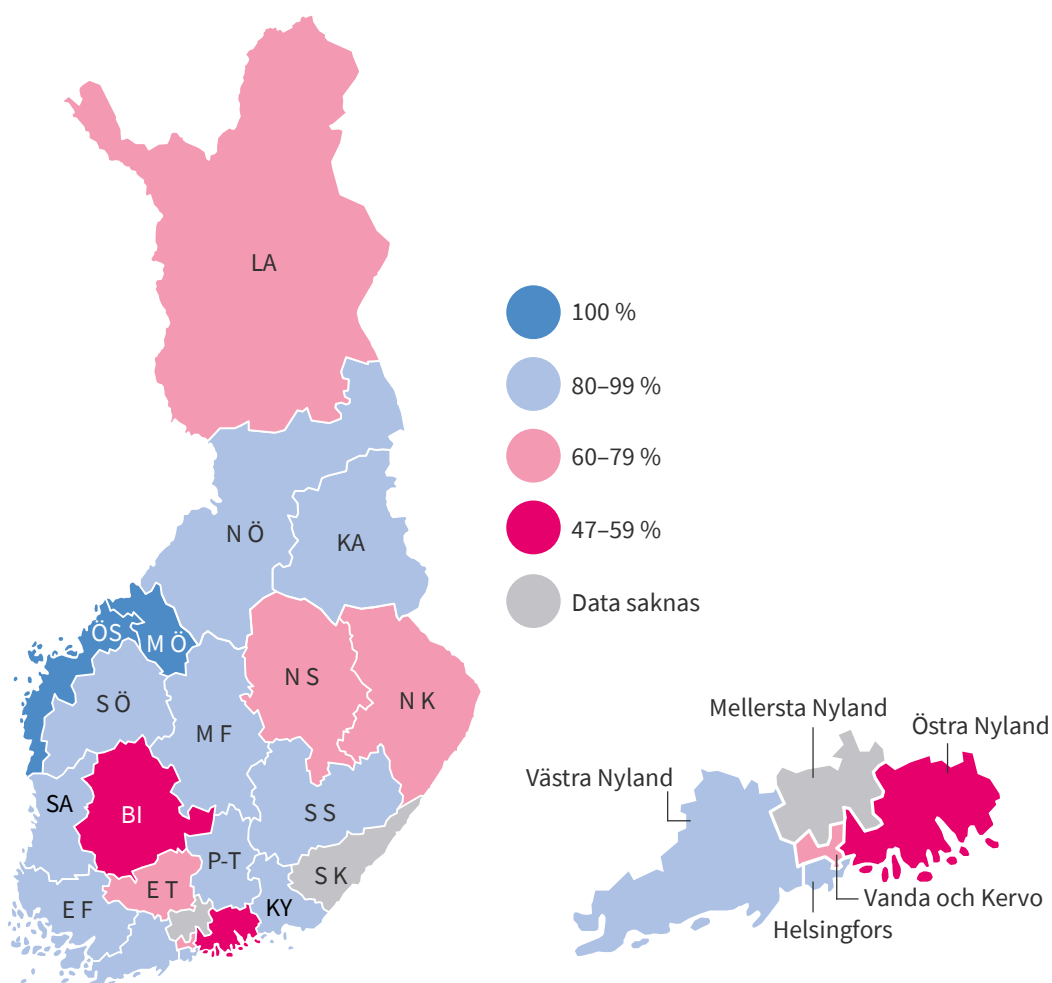 LA
100 %
80–99 %
60–79 %
47–59 %
Data saknas
N Ö
KA
ÖS
M Ö
N S
N K
S Ö
M F
SA
BI
S S
P-T
S K
E T
E F
KY
Mellersta Nyland
Östra Nyland
Västra Nyland
Vanda och Kervo
Helsingfors